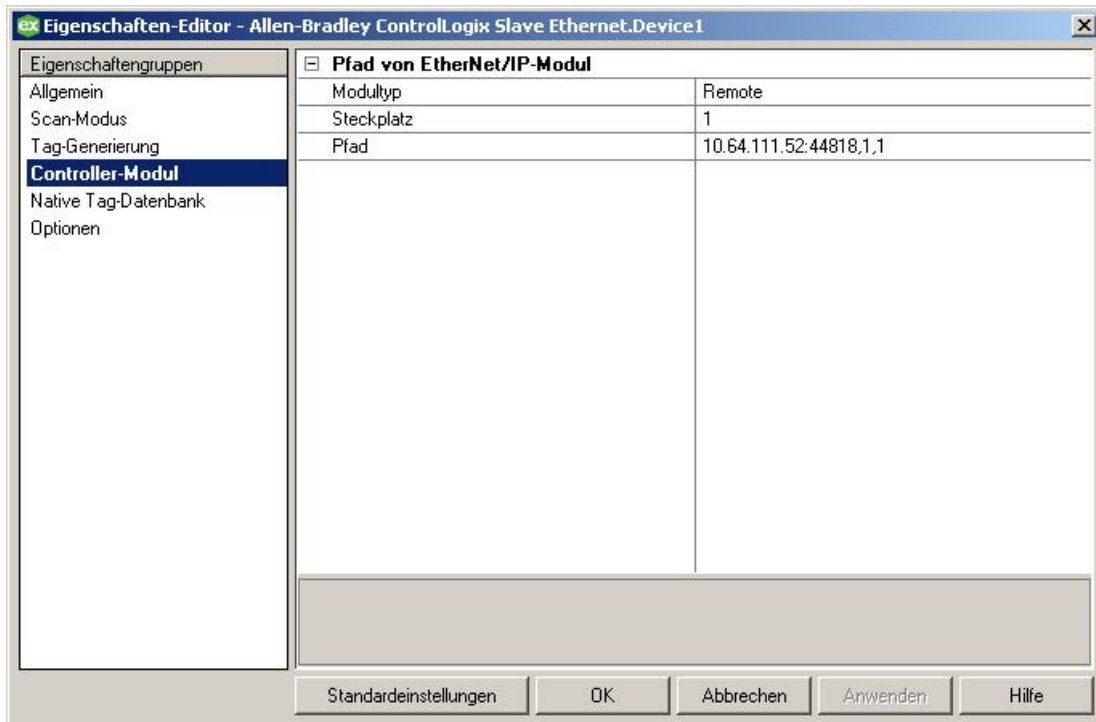 ex Eigenschaften-Editor - Allen-Bradley ControlLogix Slave Ethernet.Device1
Eigenschaftengruppen
Allgemein
Scan-Modus
Tag-Generierung
Controller-Modul
Native Tag-Datenbank
Optionen
Pfad von EtherNet/IP-Modul
Modultyp Remote
Steckplatz 1
Pfad 10.64.111.52:44818,1,1
Standardeinstellungen OK Abbrechen Anwenden Hilfe